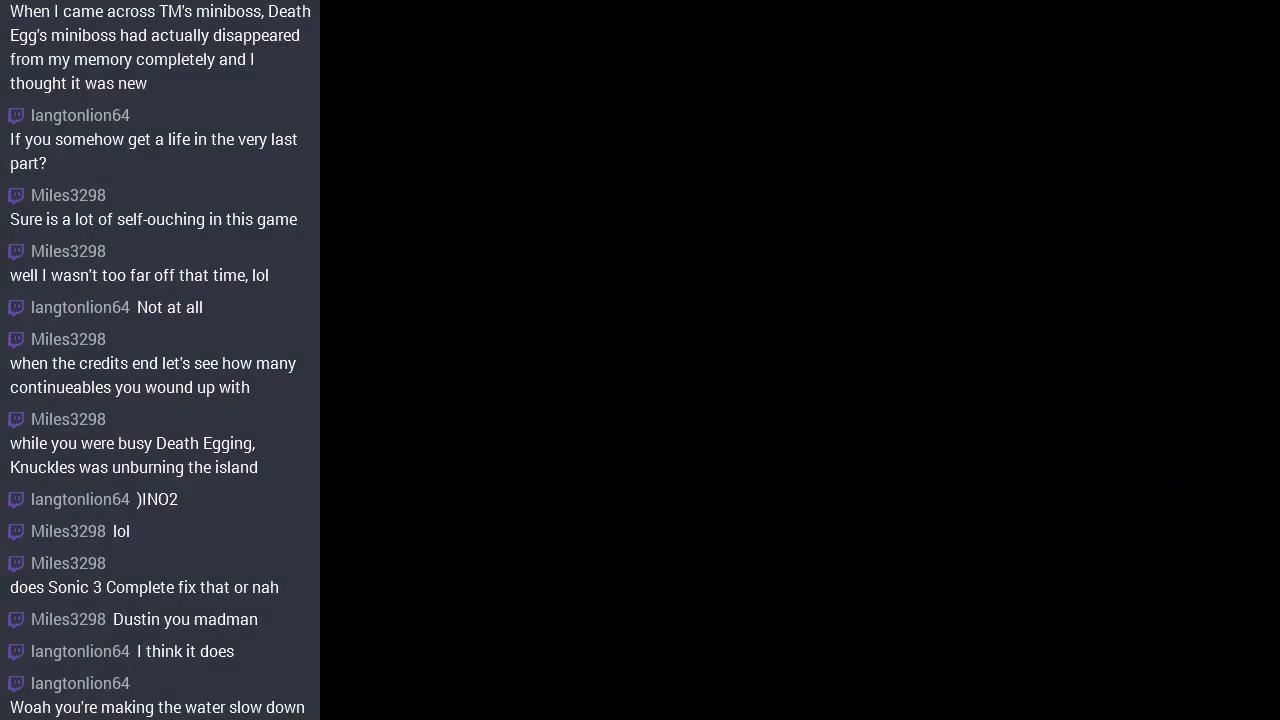 When I came across TM's miniboss, Death
Egg's miniboss had actually disappeared
from my memory completely and I
thought it was new
langtonlion64
If you somehow get a life in the very last
part?
Miles3298
Sure is a lot of self-ouching in this game
Miles3298
well I wasn't too far off that time, lol
langtonlion64 Not at all
Miles3298
when the credits end let's see how many
continueables you wound up with
Miles3298
while you were busy Death Egging,
Knuckles was unburning the island
langtonlion64 )INO2
Miles3298 lol
Miles3298
does Sonic 3 Complete fix that or nah
Miles3298 Dustin you madman
langtonlion64 I think it does
langtonlion64
Woah you're making the water slow down